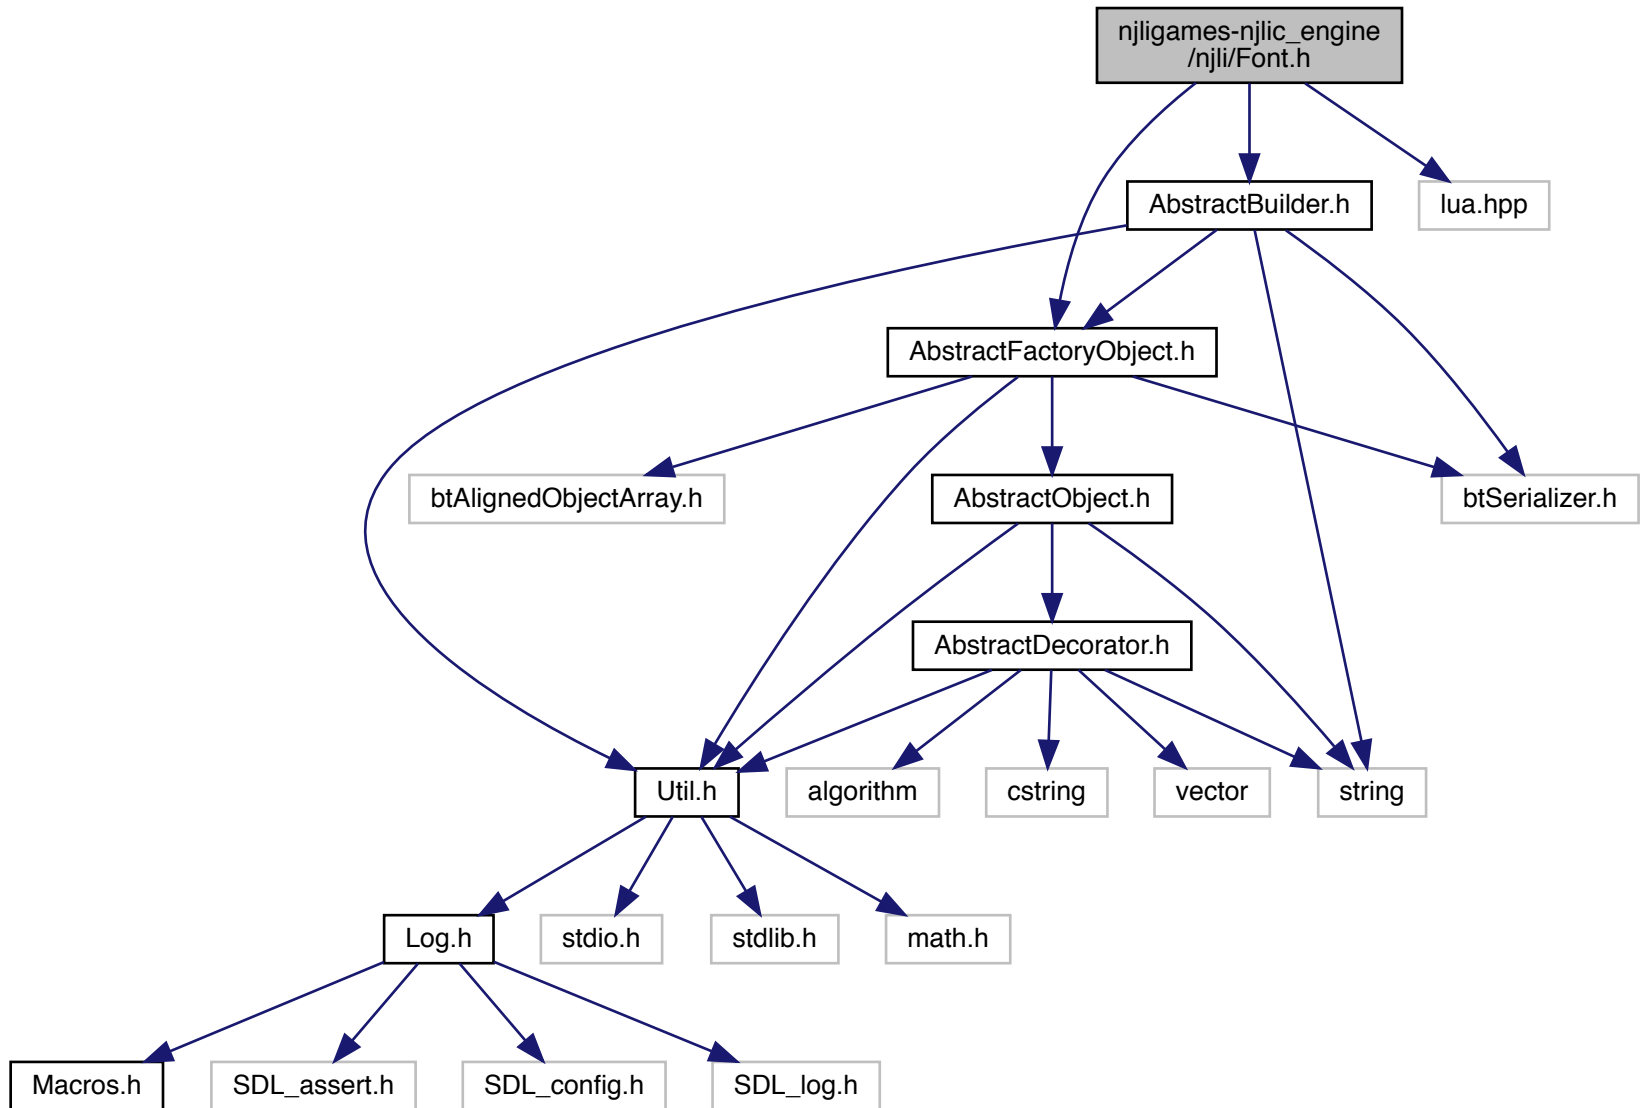 njligames-njlic_engine
/njli/Font.h
AbstractBuilder.h
lua.hpp
AbstractFactoryObject.h
btAlignedObjectArray.h
AbstractObject.h
btSerializer.h
AbstractDecorator.h
Util.h
algorithm
cstring
vector
string
Log.h
stdio.h
stdlib.h
math.h
Macros.h
SDL_assert.h
SDL_config.h
SDL_log.h